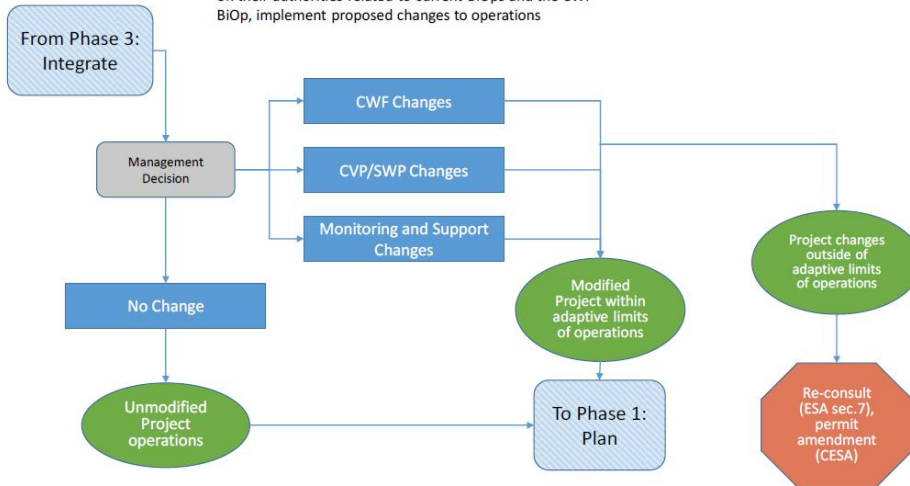 BiOp, implement proposed changes to operations
From Phase 3:
Integrate
CWF Changes
Management
Decision
CVP/SWP Changes
Monitoring and Support
Changes
Project changes
outside of
adaptive limits
of operations
No Change
Modified
Project within
adaptive limits
of operations
Unmodified
Project
operations
To Phase 1:
Plan
Re-consult
(ESA sec.7),
permit
amendment
(CESA)